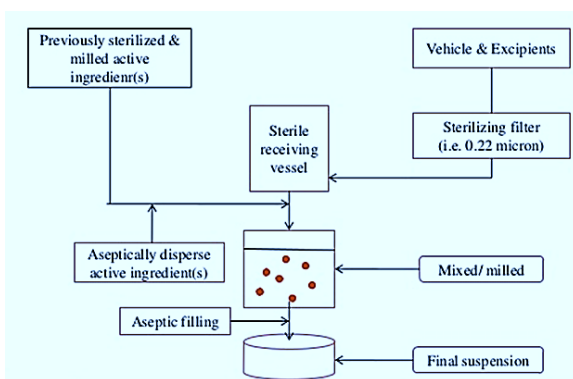 Previously sterilized &
milled active
ingredienr(s)
Vehicle & Excipients
Sterilizing filter
(i.e. 0.22 micron)
Sterile
receiving
vessel
Aseptically disperse
active ingredient(s)
Mixed/ milled
Aseptic filling
Final suspension